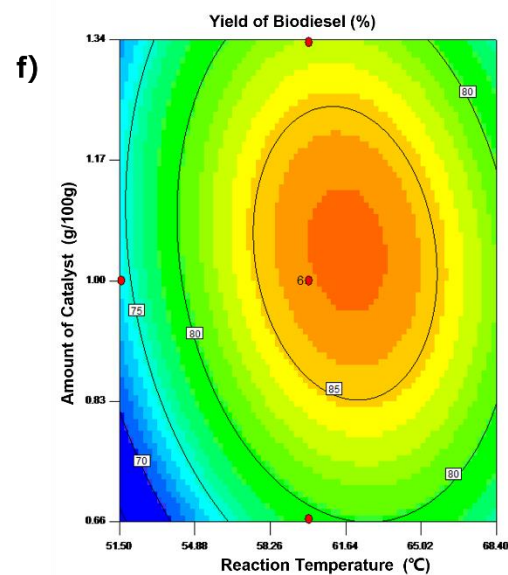 Yield of Biodiesel (%)
f)
1.34
1.17
1.00
0.83
0.66
Amount of Catalyst (g/100g)
80
75
80
6
85
70
80
51.50 54.88 58.26 61.64 65.02 68.40
Reaction Temperature (℃)